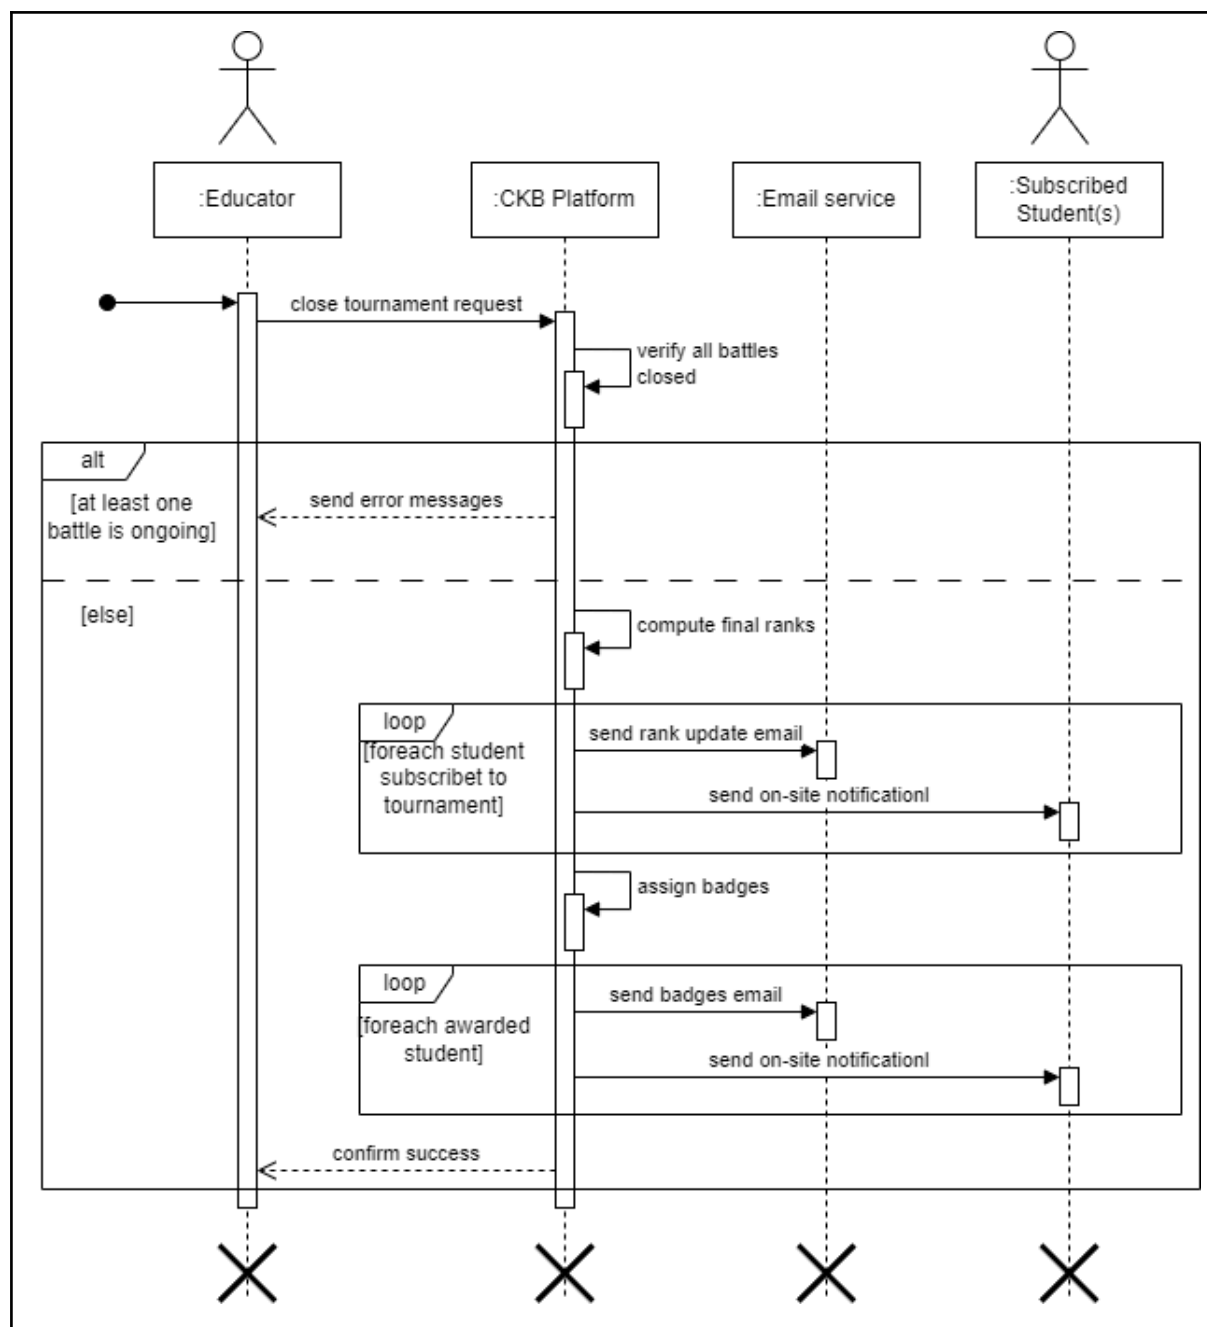 :Educator
:CKB Platform
:Email service
:Subscribed
Student(s)
close tournament request
verify all battles
closed
alt
[at least one
battle is ongoing]
send error messages
[else]
compute final ranks
loop
[foreach student
subscribet to
tournament]
send rank update email
send on-site notificationl
assign badges
loop
[foreach awarded
student]
send badges email
send on-site notificationl
confirm success